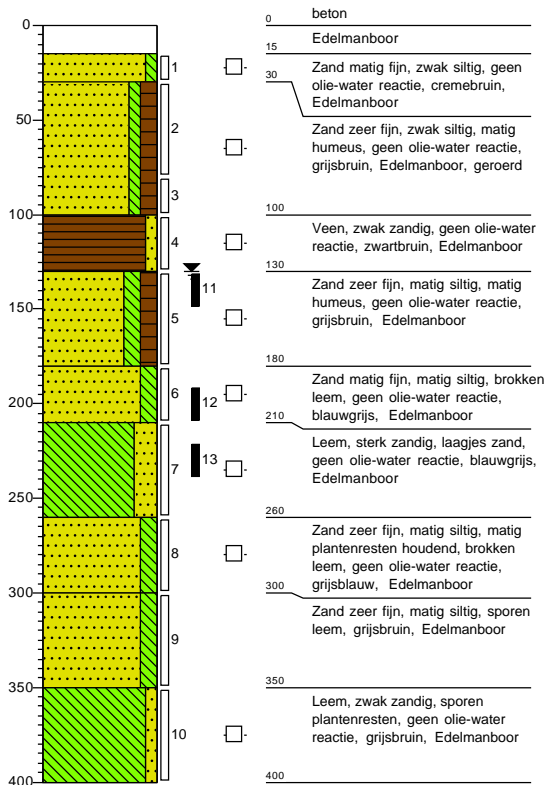 0
50
100
150
200
250
300
350
400
1
2
3
4
11
5
6
12
7
13
8
9
10
0
beton
Edelmanboor
15
Zand matig fijn, zwak siltig, geen
olie-water reactie, cremebruin,
Edelmanboor
30
Zand zeer fijn, zwak siltig, matig
humeus, geen olie-water reactie,
grijsbruin, Edelmanboor, geroerd
100
Veen, zwak zandig, geen olie-water
reactie, zwartbruin, Edelmanboor
130
Zand matig fijn, matig siltig, matig
humeus, geen olie-water reactie,
grijsbruin, Edelmanboor
180
Zand matig fijn, matig siltig, brokken
leem, geen olie-water reactie,
blauwgrijs, Edelmanboor
210
Leem, sterk zandig, laagjes zand,
geen olie-water reactie, blauwgrijs,
Edelmanboor
260
Zand zeer fijn, matig siltig, matig
plantenresten houdend, brokken
leem, geen olie-water reactie,
grijsblauw, Edelmanboor
300
Zand zeer fijn, matig siltig, sporen
leem, grijsbruin, Edelmanboor
350
Leem, zwak zandig, sporen
plantenresten, geen olie-water
reactie, grijsbruin, Edelmanboor
400